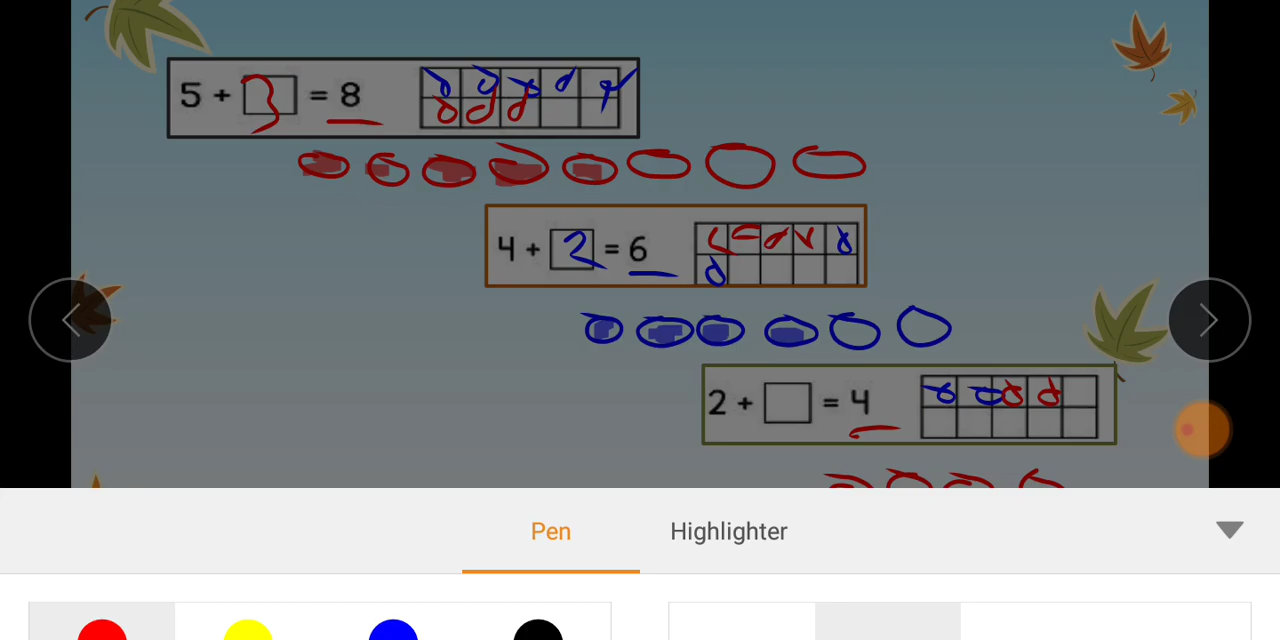 5 + 3 = 8
4 + 2 = 6
2 + = 4
Pen Highlighter